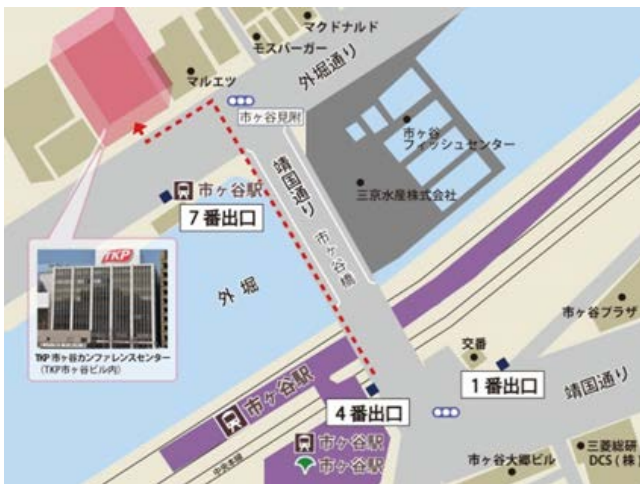 マクドナルド
モスバーガー
外堀通り
マルエツ
市ヶ谷見附
市ヶ谷
フィッシュセンター
靖国通り
三京水産株式会社
市ヶ谷駅
7番出口
市ヶ谷橋
外堀
TKP
TKP市ヶ谷カンファレンスセンター
(TKP市ヶ谷ビル内)
市ヶ谷プラザ
交番
1番出口
靖国通り
市ヶ谷駅
4番出口
市ヶ谷駅
市ヶ谷駅
中央本線
市ヶ谷大郷ビル
三菱総研
DCS(株)